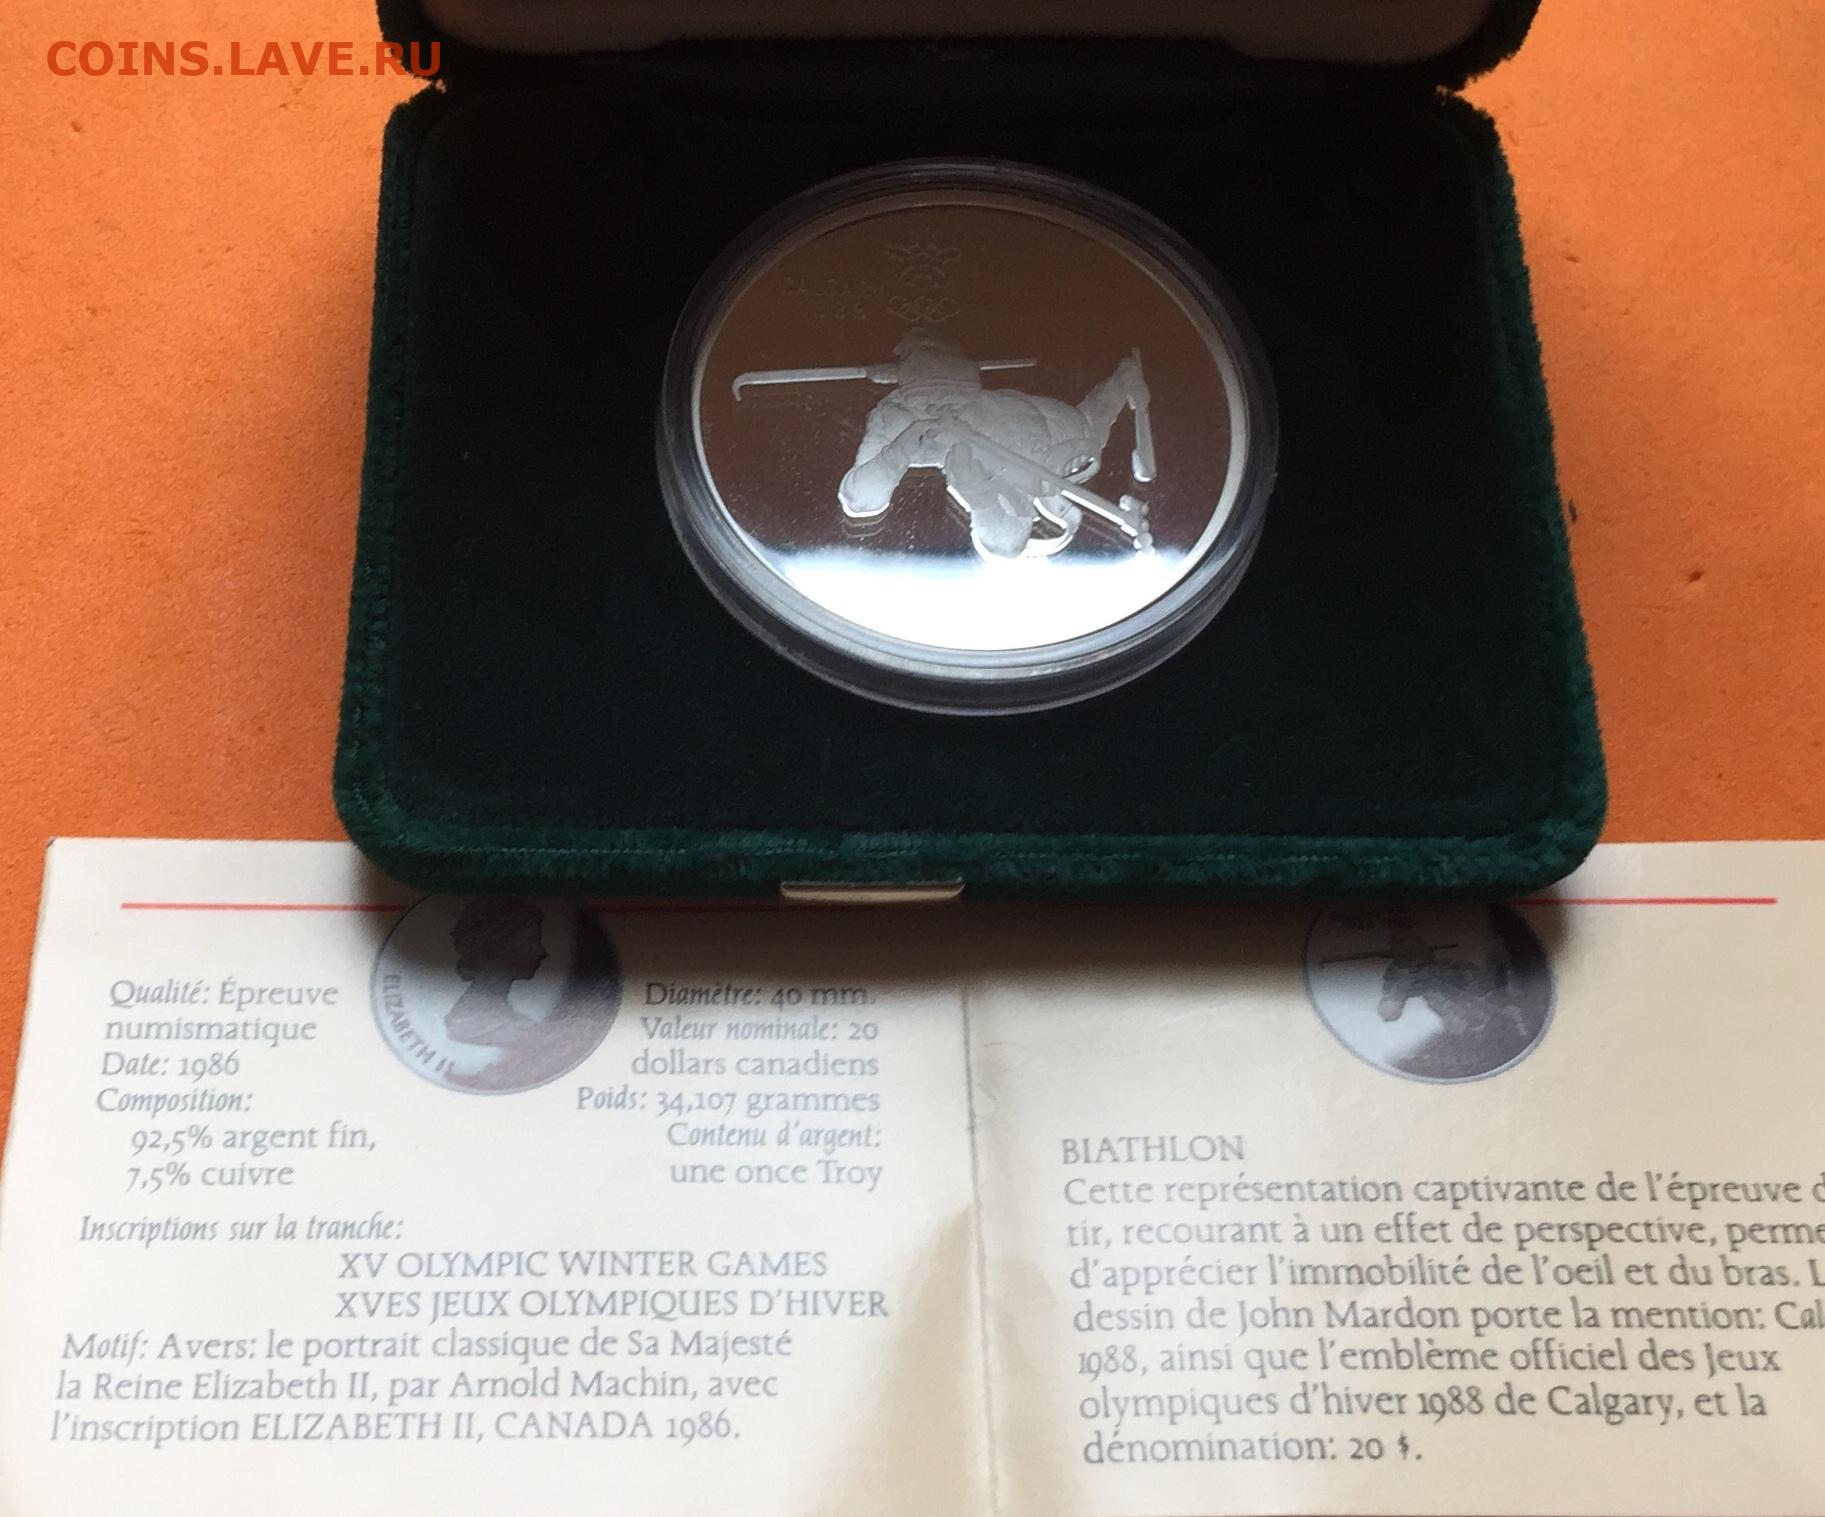 COINS.LAVE.RU
CALGARY
1988
ELIZABETH II
Qualité: Épreuve
numismatique
Date: 1986
Composition:
92,5% argent fin,
7,5% cuivre
Diamètre: 40 mm.
Valeur nominale: 20
dollars canadiens
Poids: 34,107 grammes
Contenu d'argent:
une once Troy
Inscriptions sur la tranche:
XV OLYMPIC WINTER GAMES
XVES JEUX OLYMPIQUES D'HIVER
Motif: Avers: le portrait classique de Sa Majesté
la Reine Elizabeth II, par Arnold Machin, avec
l'inscription ELIZABETH II, CANADA 1986.
BIATHLON
Cette représentation captivante de l'épreuve d
tir, recourant à un effet de perspective, perme
d'apprécier l'immobilité de l'oeil et du bras. L
dessin de John Mardon porte la mention: Cal
1988, ainsi que l'emblème officiel des Jeux
olympiques d'hiver 1988 de Calgary, et la
dénomination: 20 $.